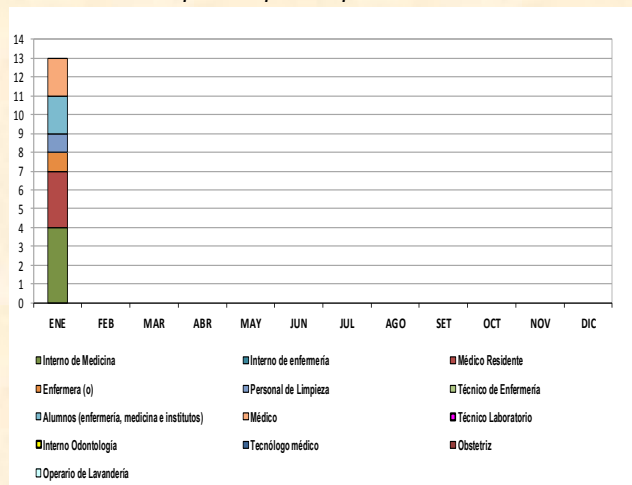 14
13
12
11
10
9
8
7
6
5
4
3
2
1
0
ENE FEB MAR ABR MAY JUN JUL AGO SET OCT NOV DIC
Interno de Medicina Interno de enfermería Médico Residente
Enfermera (o) Personal de Limpieza Técnico de Enfermería
Alumnos (enfermería, medicina e institutos) Médico Técnico Laboratorio
Interno Odontología Tecnólogo médico Obstetriz
Operario de Lavandería